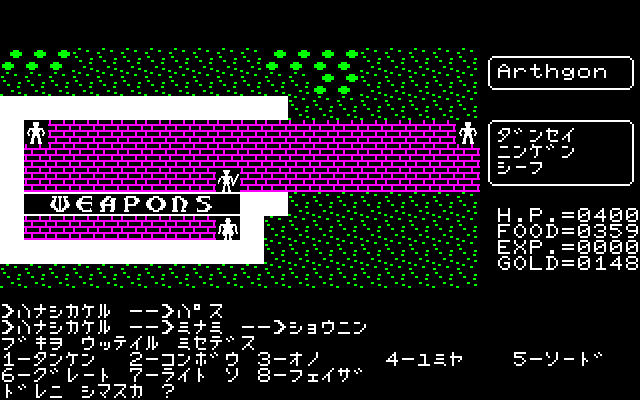 Arthgon
ダンセイ
ニンゲン
シーフ
H.P.=0400
FOOD=0359
EXP.=0000
GOLD=0148
WEAPONS
>ハナシカケル -->パス
>ハナシカケル -->ミナミ -->ショウニン
ブキヲ ウッテイル ミセデス
1-タンケン 2-コンボウ 3-オノ 4-ユミヤ 5-ソード
6-グレート 7-ライト ソ 8-フェイザ
ドレニ シマスカ ?